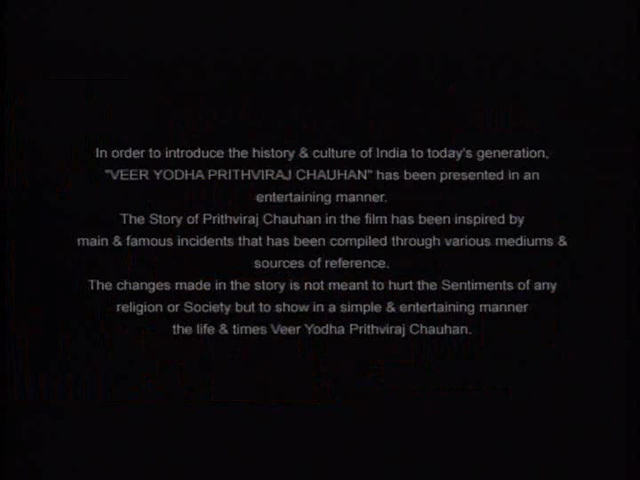 In order to introduce the history & culture of India to today's generation,
"VEER YODHA PRITHVIRAJ CHAUHAN" has been presented in an
entertaining manner.
The Story of Prithviraj Chauhan in the film has been inspired by
main & famous incidents that has been compiled through various mediums &
sources of reference.
The changes made in the story is not meant to hurt the Sentiments of any
religion or Society but to show in a simple & entertaining manner
the life & times Veer Yodha Prithviraj Chauhan.